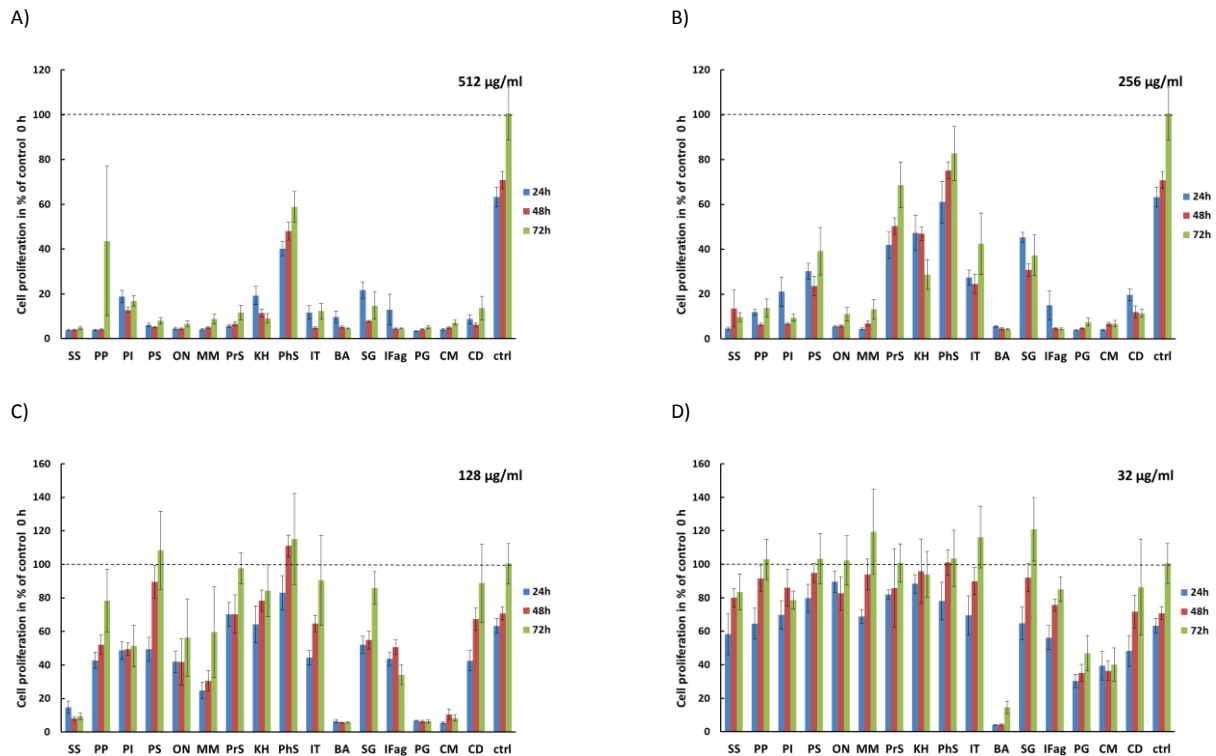 A)
512 µg/ml
Cell proliferation in % of control 0 h
120
100
80
60
40
20
0
SS PP PI PS ON MM PrS KH PhS IT BA SG IFag PG CM CD ctrl
24h
48h
72h
B)
256 µg/ml
Cell proliferation in % of control 0 h
120
100
80
60
40
20
0
SS PP PI PS ON MM PrS KH PhS IT BA SG IFag PG CM CD ctrl
24h
48h
72h
C)
128 µg/ml
Cell proliferation in % of control 0 h
160
140
120
100
80
60
40
20
0
SS PP PI PS ON MM PrS KH PhS IT BA SG IFag PG CM CD ctrl
24h
48h
72h
D)
32 µg/ml
Cell proliferation in % of control 0 h
160
140
120
100
80
60
40
20
0
SS PP PI PS ON MM PrS KH PhS IT BA SG IFag PG CM CD ctrl
24h
48h
72h